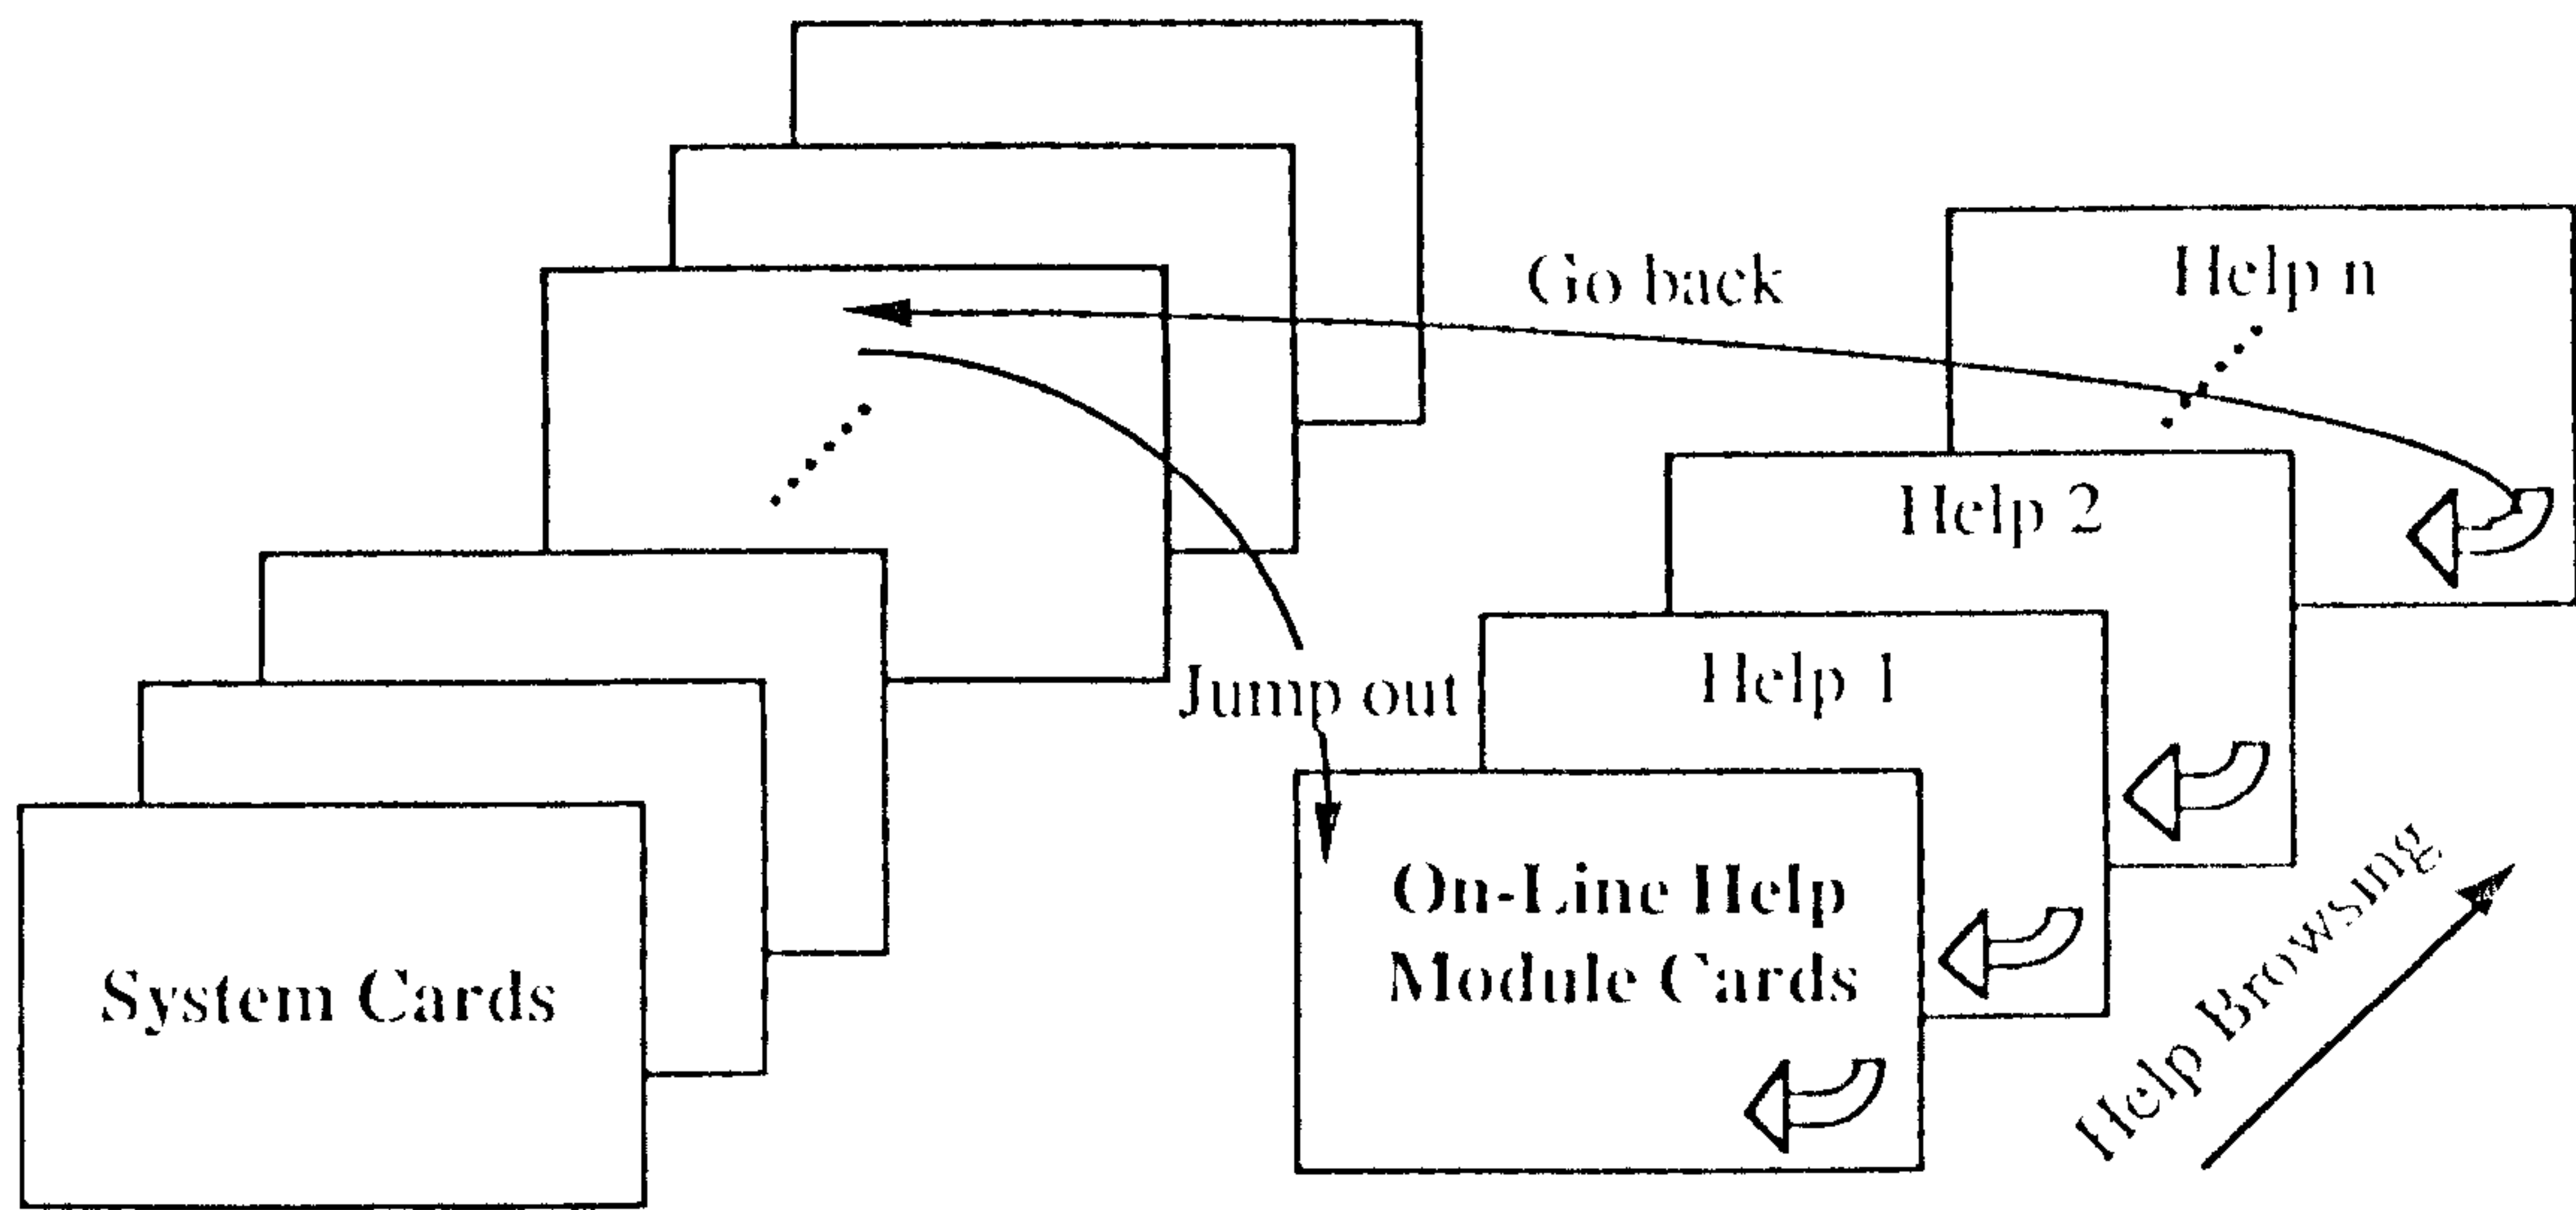 Go back
Help n
Help 2
Help 1
Jump out
On-Line Help
Module Cards
System Cards
Help Browsing